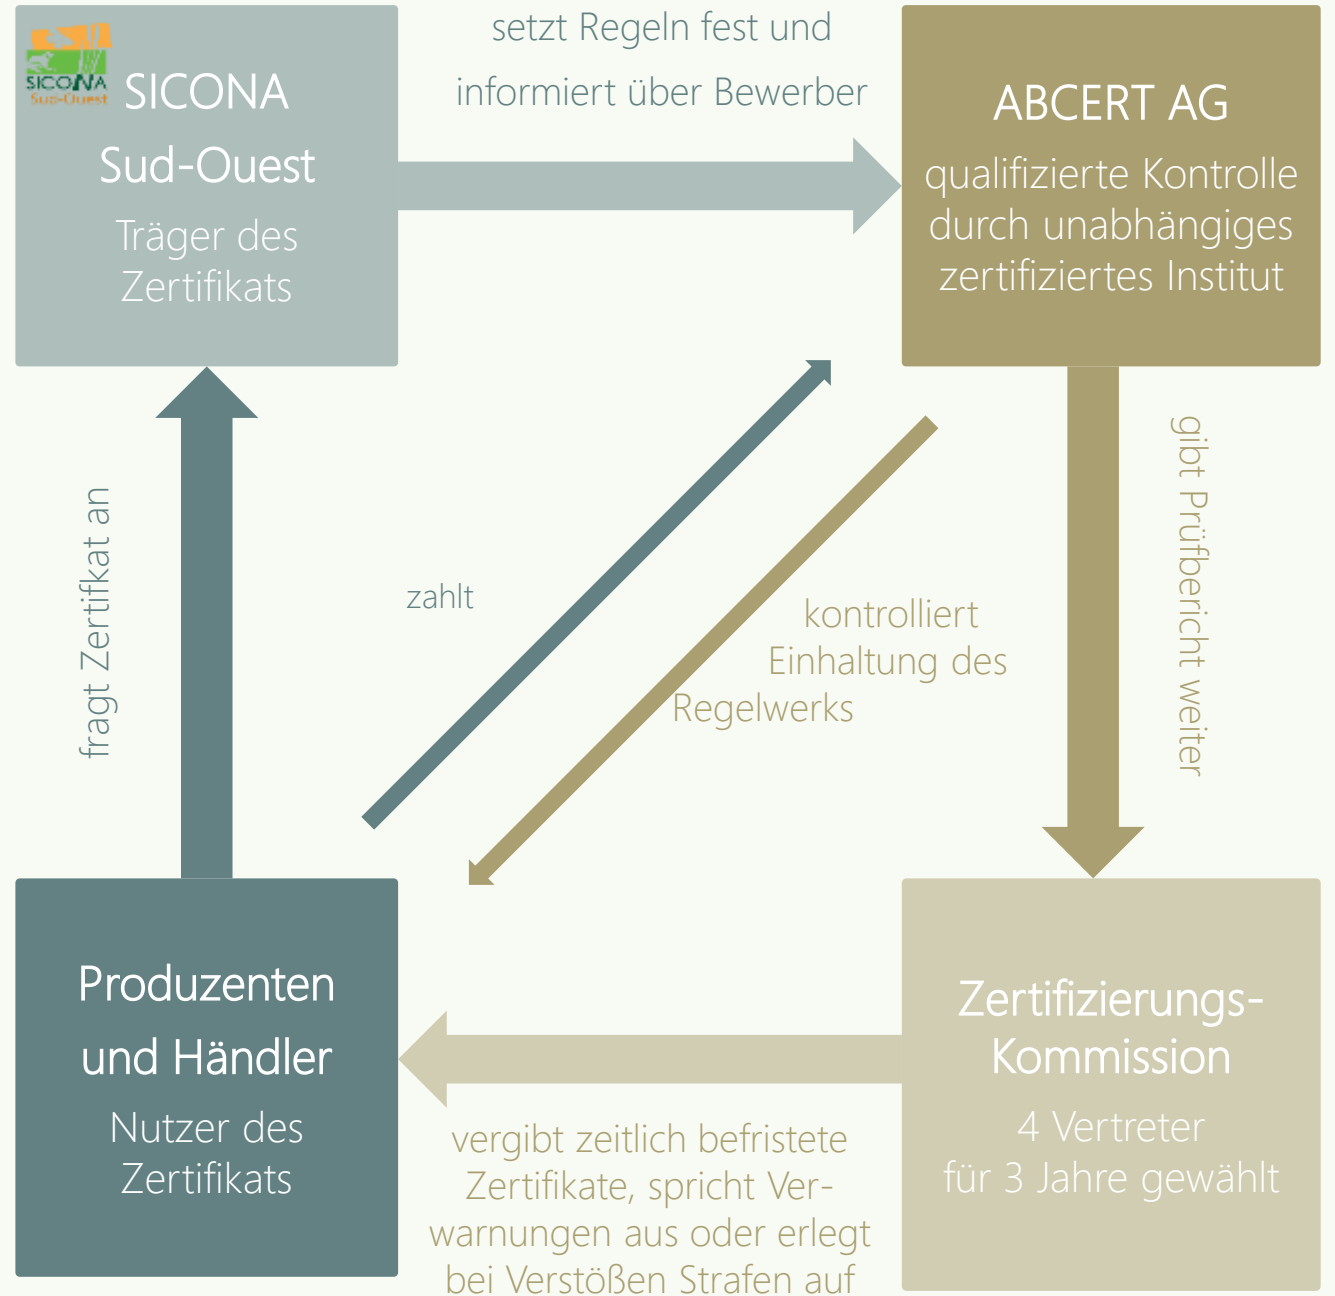 SICONA
Sud-Ouest
SICONA
Sud-Ouest
Träger des
Zertifikats
setzt Regeln fest und
informiert über Bewerber
ABCERT AG
qualifizierte Kontrolle
durch unabhängiges
zertifiziertes Institut
fragt Zertifkat an
zahlt
kontrolliert
Einhaltung des
Regelwerks
gibt Prüfbericht weiter
Produzenten
und Händler
Nutzer des
Zertifikats
vergibt zeitlich befristete
Zertifikate, spricht Ver-
warnungen aus oder erlegt
bei Verstößen Strafen auf
Zertifizierungs-
Kommission
4 Vertreter
für 3 Jahre gewählt